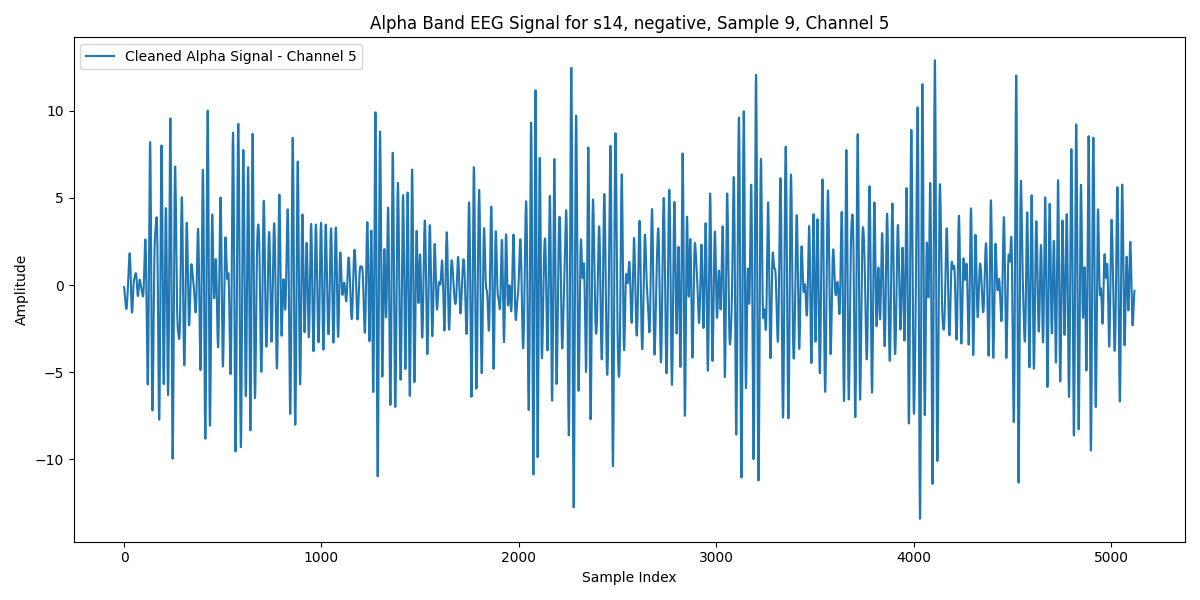 Alpha Band EEG Signal for s14, negative, Sample 9, Channel 5
Cleaned Alpha Signal - Channel 5
Amplitude
10
5
0
−5
−10
0 1000 2000 3000 4000 5000
Sample Index